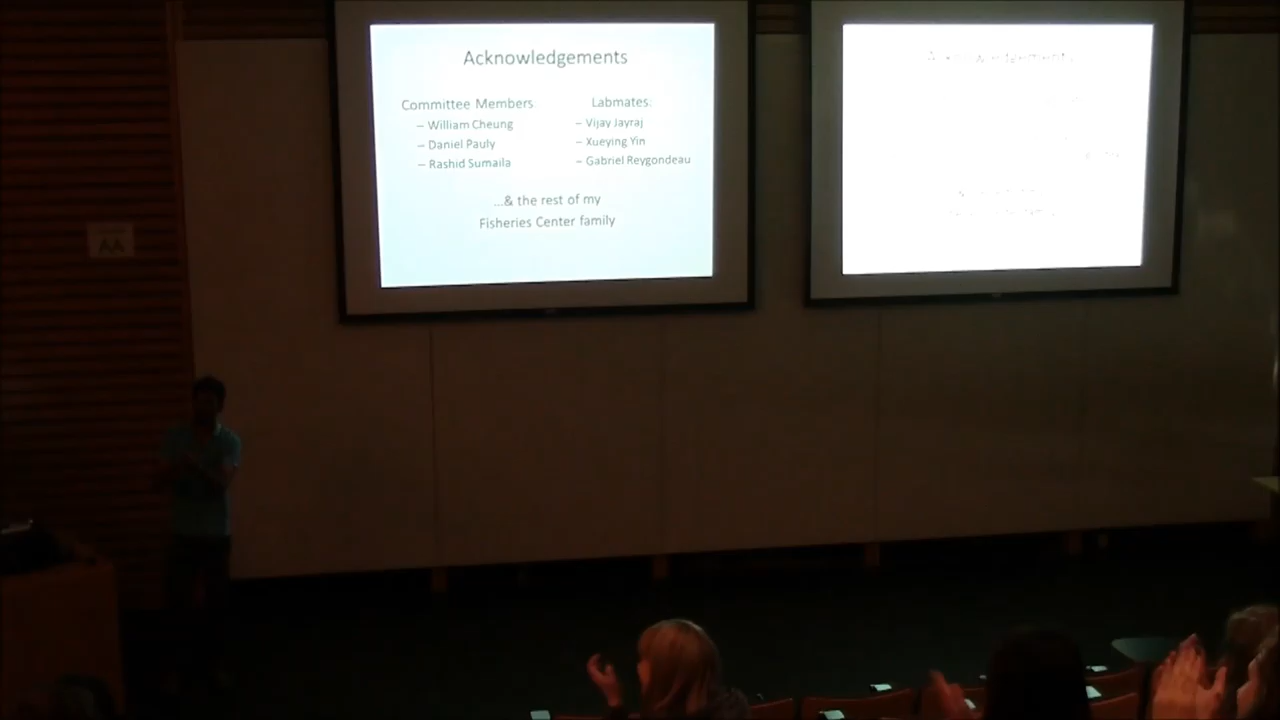 Acknowledgements
Committee Members:
– William Cheung
– Daniel Pauly
– Rashid Sumaila
Labmates:
– Vijay Jayraj
– Xueying Yin
– Gabriel Reygondeau
...& the rest of my
Fisheries Center family
Acknowledgements